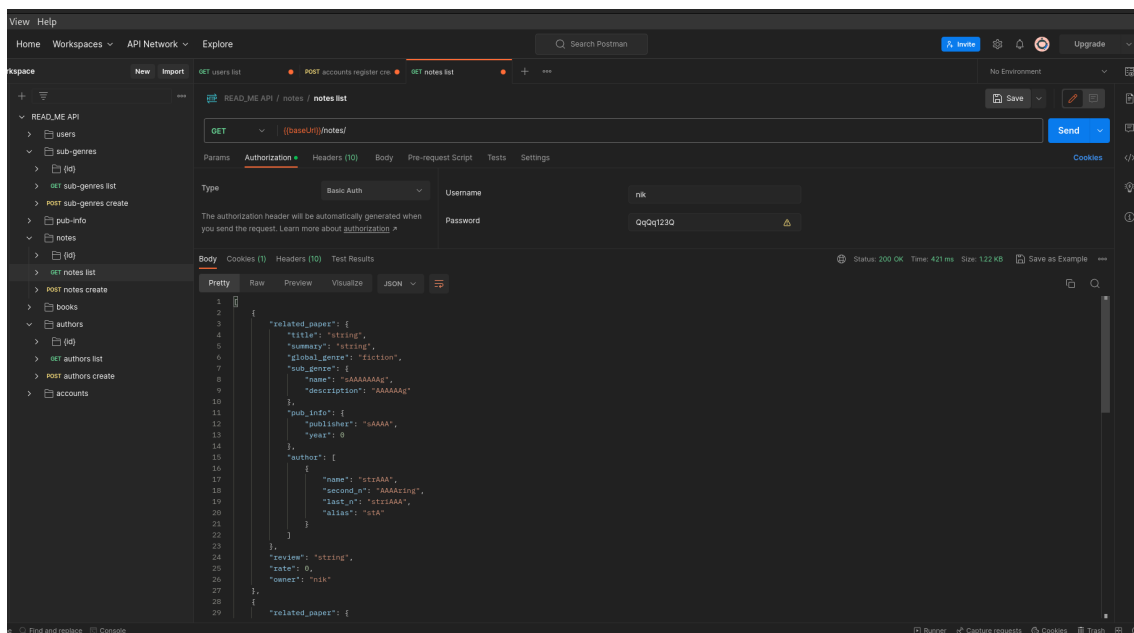 View Help
Home Workspaces API Network Explore Search Postman Invite Upgrade
rkspace New Import GET users list POST accounts register cre GET notes list + ooo No Environment
READ_ME API / notes / notes list Save
READ_ME API
users
sub-genres
{id}
GET sub-genres list
POST sub-genres create
pub-info
notes
{id}
GET notes list
POST notes create
books
authors
{id}
GET authors list
POST authors create
accounts
GET {{baseUrl}}/notes/ Send
Params Authorization Headers (10) Body Pre-request Script Tests Settings Cookies
Type Basic Auth
The authorization header will be automatically generated when
you send the request. Learn more about authorization ↗
Username nik
Password QqQq123Q
Body Cookies (1) Headers (10) Test Results Status: 200 OK Time: 421 ms Size: 1.22 KB Save as Example
Pretty Raw Preview Visualize JSON
1 [
2 {
3 "related_paper": {
4 "title": "string",
5 "summary": "string",
6 "global_genre": "fiction",
7 "sub_genre": {
8 "name": "sAAAAAAAg",
9 "description": "AAAAAAg"
10 },
11 "pub_info": {
12 "publisher": "sAAAA",
13 "year": 0
14 },
15 "author": [
16 {
17 "name": "strAAA",
18 "second_n": "AAAAring",
19 "last_n": "striAAA",
20 "alias": "stA"
21 }
22 ]
23 },
24 "review": "string",
25 "rate": 0,
26 "owner": "nik"
27 },
28 {
29 "related_paper": {
Find and replace Console Runner Capture requests Cookies Trash